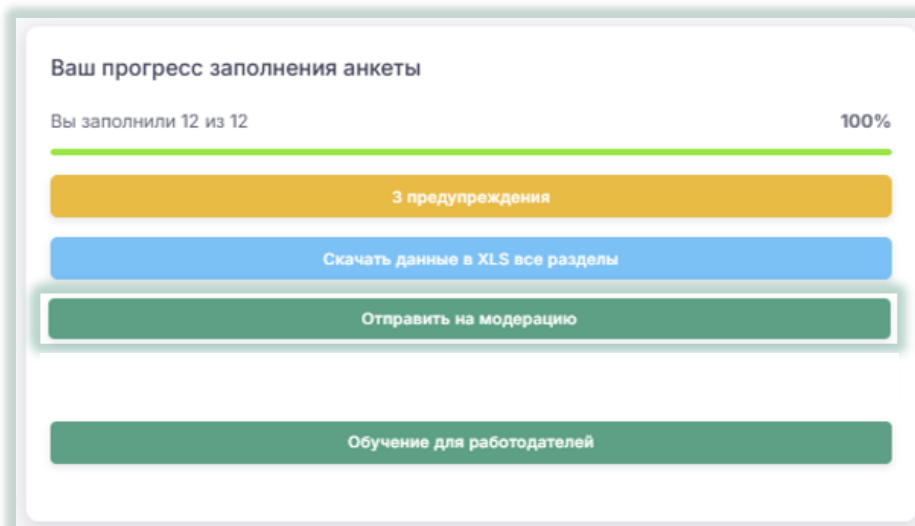 Ваш прогресс заполнения анкеты
Вы заполнили 12 из 12
100%
3 предупреждения
Скачать данные в XLS все разделы
Отправить на модерацию
Обучение для работодателей